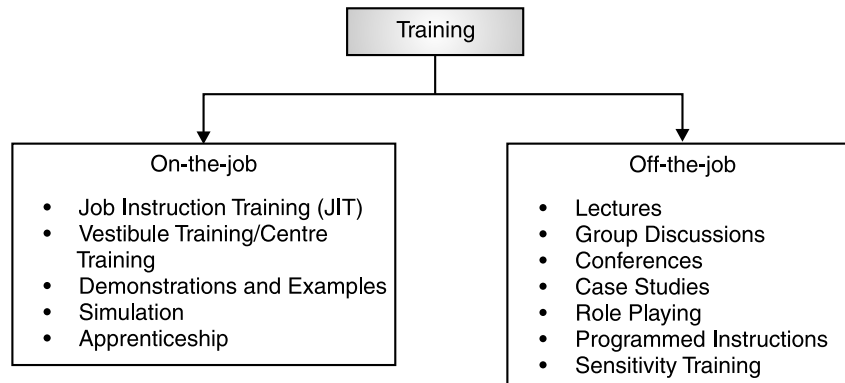 Training
On-the-job
• Job Instruction Training (JIT)
• Vestibule Training/Centre
Training
• Demonstrations and Examples
• Simulation
• Apprenticeship
Off-the-job
• Lectures
• Group Discussions
• Conferences
• Case Studies
• Role Playing
• Programmed Instructions
• Sensitivity Training